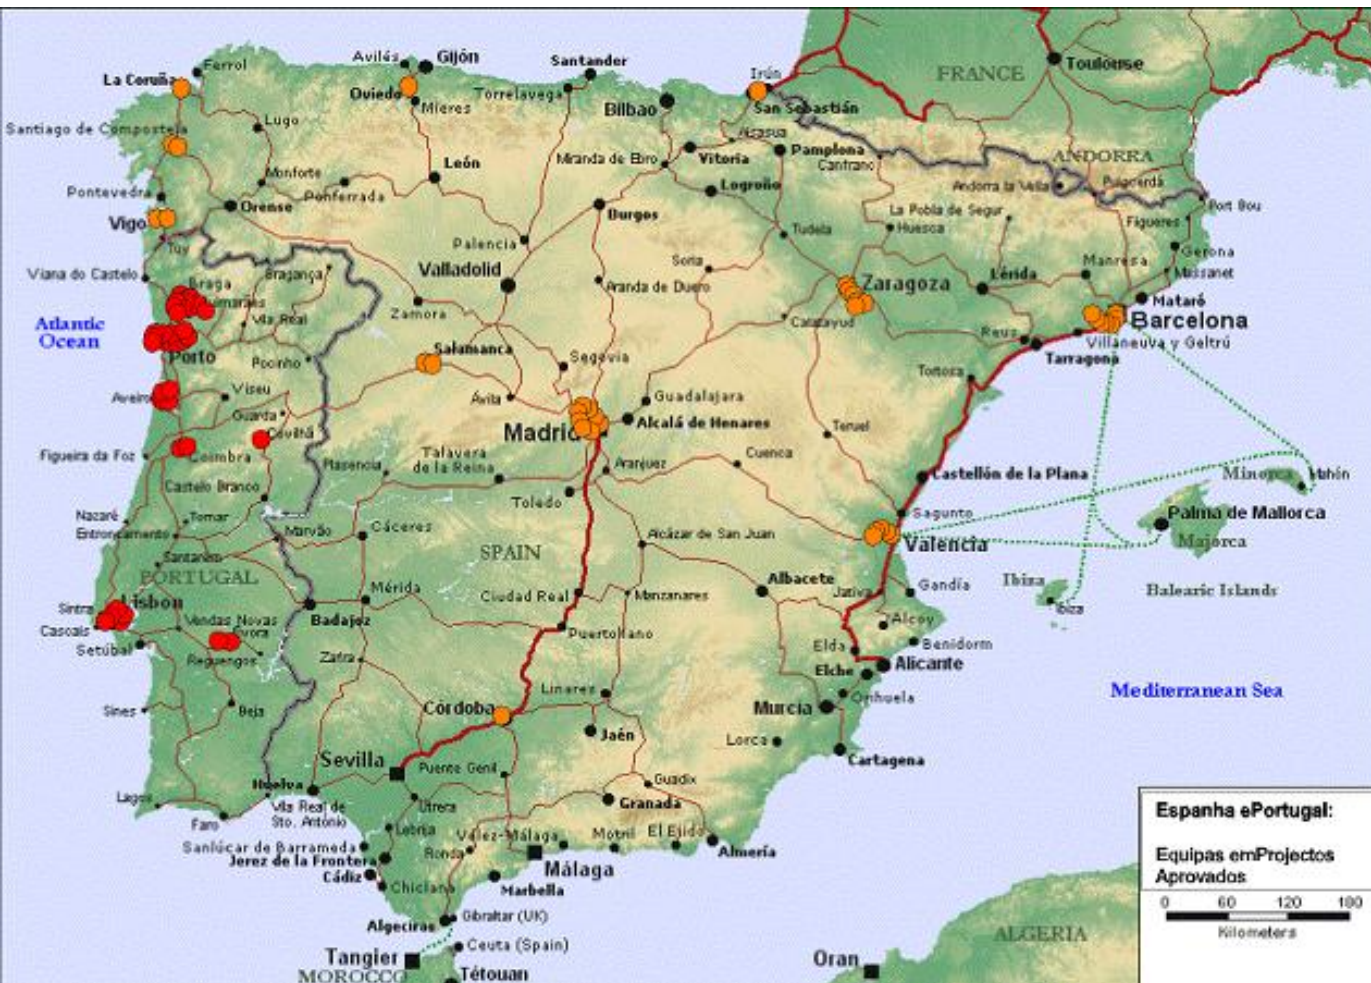 Ferrol
Avilés
Gijón
Santander
La Coruña
Irún
FRANCE
Toulouse
Oviedo
Mieres
Torrelavega
Bilbao
San Sebastián
Santiago de Compostela
Lugo
Alsasua
Vitoria
Pamplona
Canfranc
ANDORRA
León
Miranda de Ebro
Logroño
Andorra la Vella
Puigcerdá
Monforte
Ponferrada
Pontevedra
Orense
Burgos
La Pobla de Segur
Port Bou
Vigo
Huesca
Figueres
Tuy
Palencia
Tudela
Gerona
Viana do Castelo
Bragança
Valladolid
Soria
Zaragoza
Lérida
Manresa
Massanet
Braga
Guimarães
Aranda de Duero
Mataró
Atlantic
Ocean
Vila Real
Zamora
Calatayud
Reus
Barcelona
Porto
Pocinho
Salamanca
Segovia
Villaneuva y Geltrú
Tarragona
Tortosa
Aveiro
Viseu
Guarda
Ávila
Guadalajara
Covilhã
Madrid
Alcalá de Henares
Teruel
Figueira da Foz
Coimbra
Plasencia
Talavera
de la Reina
Aranjuez
Cuenca
Castellón de la Plana
Minorca
Mahón
Castelo Branco
Toledo
Nazaré
Tomar
Sagunto
Palma de Mallorca
Entroncamento
Marvão
Cáceres
Alcázar de San Juan
Valencia
Majorca
Santarém
SPAIN
PORTUGAL
Mérida
Ciudad Real
Manzanares
Albacete
Jativa
Gandía
Ibiza
Ibiza
Balearic Islands
Sintra
Lisbon
Cascais
Vendas Novas
Évora
Badajoz
Puertollano
Alcoy
Setúbal
Reguengos
Zafra
Elda
Benidorm
Elche
Alicante
Sines
Beja
Córdoba
Linares
Murcia
Orihuela
Mediterranean Sea
Jaén
Lorca
Cartagena
Sevilla
Puente Genil
Huelva
Guadix
Lagos
Faro
Vila Real de
Sto. António
Utrera
Granada
Lebrija
Vélez-Málaga
Motril
El Ejido
Sanlúcar de Barrameda
Ronda
Almería
Jerez de la Frontera
Cádiz
Málaga
Chiclana
Marbella
Algeciras
Gibraltar (UK)
Tangier
Ceuta (Spain)
MOROCCO
Tétouan
Oran
ALGERIA
Espanha ePortugal:
Equipas emProjectos
Aprovados
0 60 120 180
Kilometers